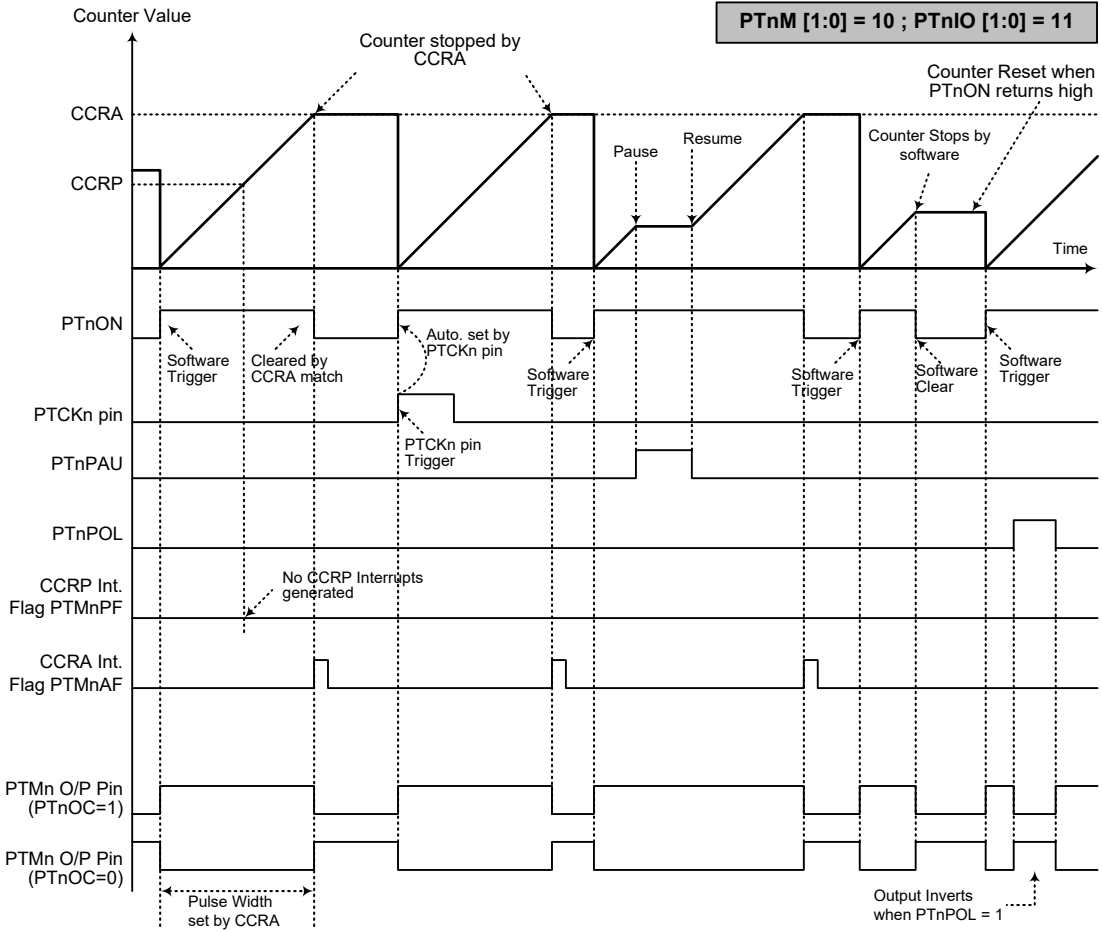 Counter Value
PTnM [1:0] = 10 ; PTnIO [1:0] = 11
Counter stopped by
CCRA
Counter Reset when
PTnON returns high
CCRA
Pause
Resume
Counter Stops by
software
CCRP
Time
PTnON
Software
Trigger
Cleared by
CCRA match
Auto. set by
PTCKn pin
Software
Trigger
Software
Trigger
Software
Clear
Software
Trigger
PTCKn pin
PTCKn pin
Trigger
PTnPAU
PTnPOL
CCRP Int.
Flag PTMnPF
No CCRP Interrupts
generated
CCRA Int.
Flag PTMnAF
PTMn O/P Pin
(PTnOC=1)
PTMn O/P Pin
(PTnOC=0)
Pulse Width
set by CCRA
Output Inverts
when PTnPOL = 1